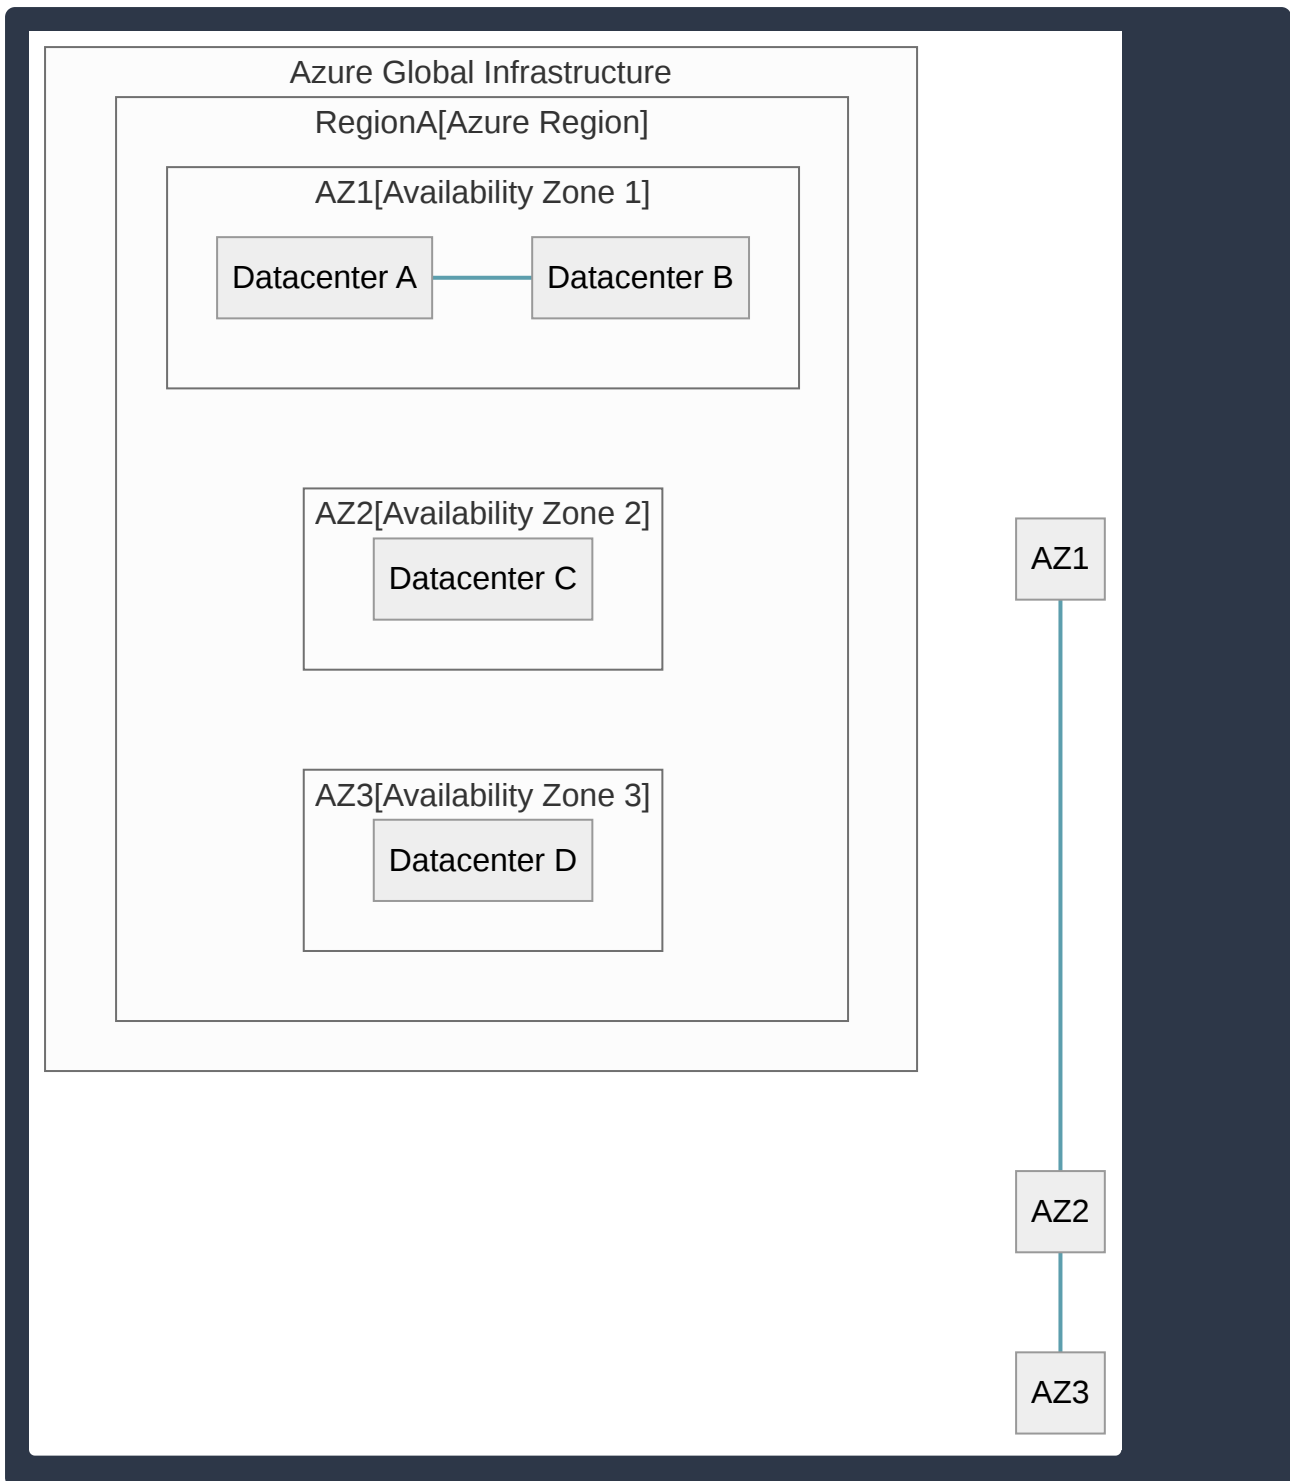 Azure Global Infrastructure
RegionA[Azure Region]
AZ1[Availability Zone 1]
Datacenter A
Datacenter B
AZ2[Availability Zone 2]
Datacenter C
AZ3[Availability Zone 3]
Datacenter D
AZ1
AZ2
AZ3